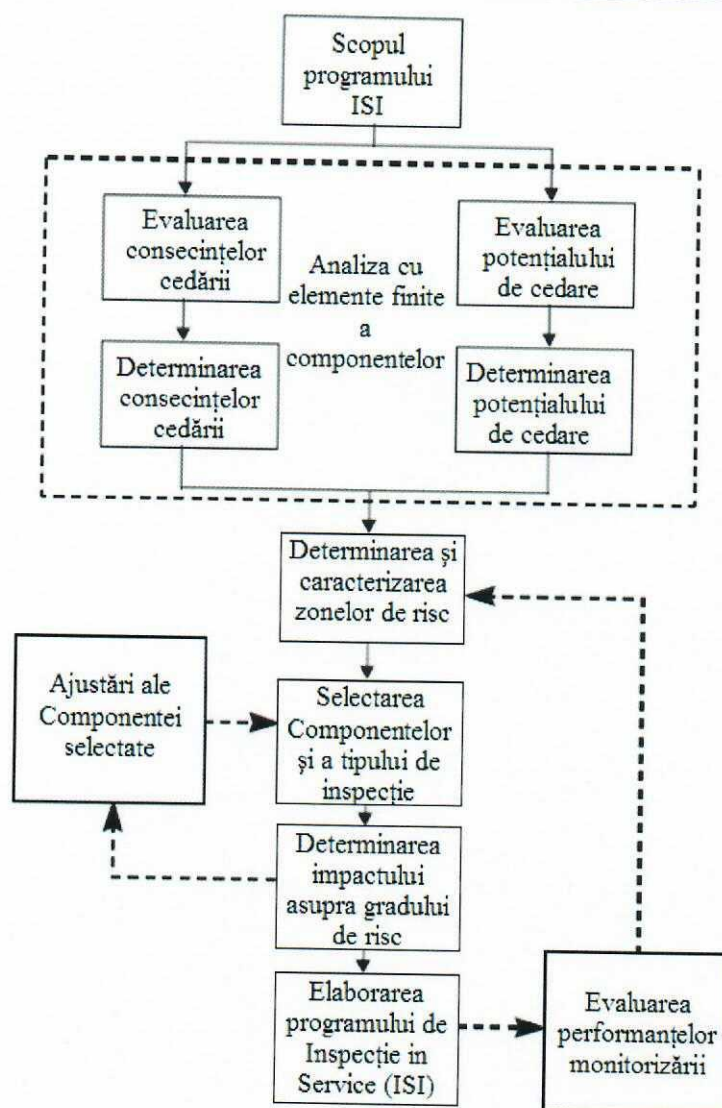 Scopul
programului
ISI
Evaluarea
consecințelor
cedării
Analiza cu
elemente finite
a
componentelor
Evaluarea
potențialului
de cedare
Determinarea
consecințelor
cedării
Determinarea
potențialului
de cedare
Determinarea și
caracterizarea
zonelor de risc
Ajustări ale
Componentei
selectate
Selectarea
Componentelor
și a tipului de
inspecție
Determinarea
impactului
asupra gradului
de risc
Elaborarea
programului de
Inspecție in
Service (ISI)
Evaluarea
performanțelor
monitorizării